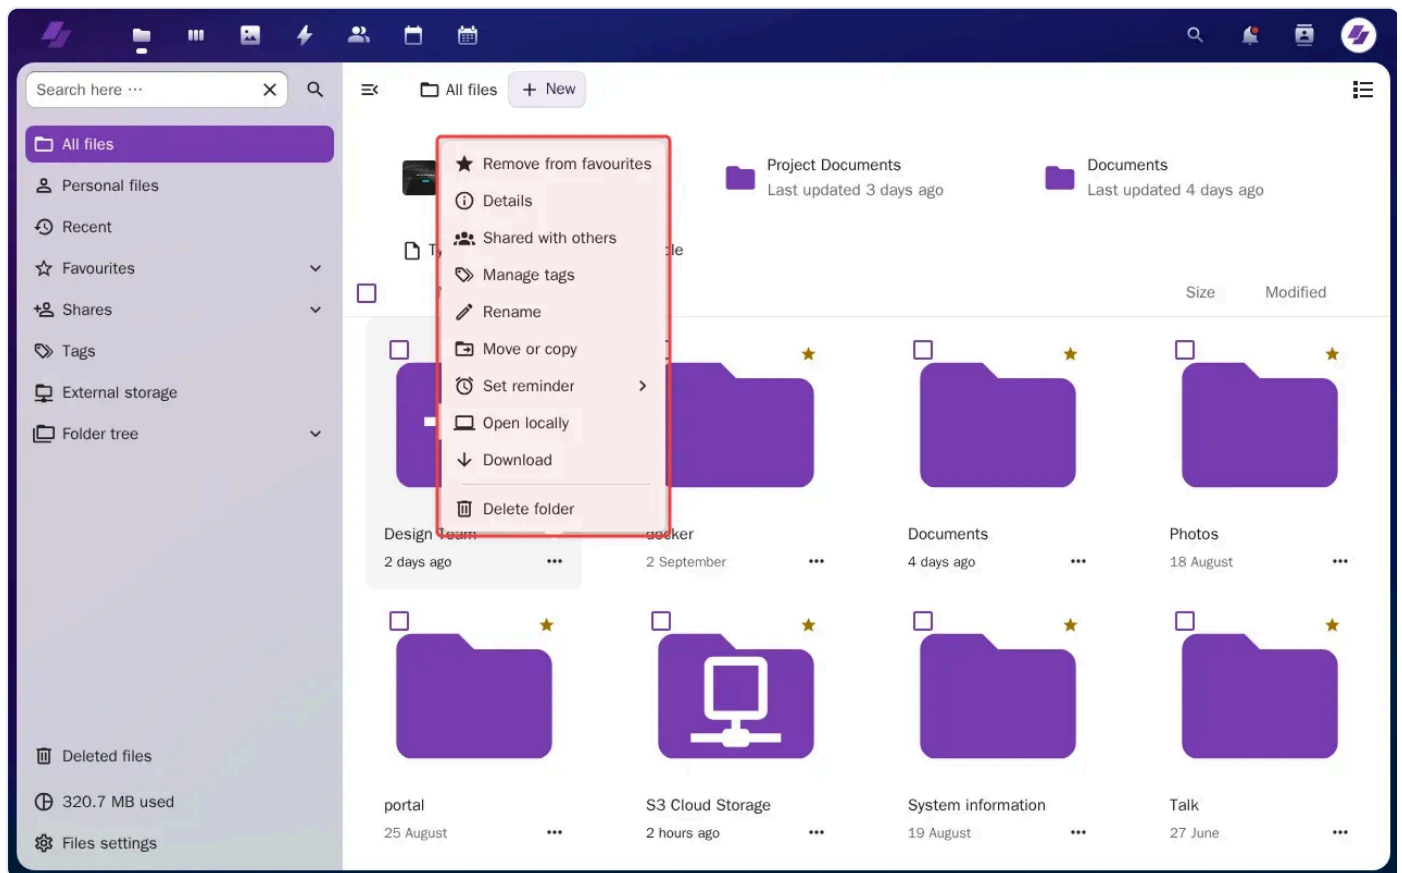 Search here ...
All files
Personal files
Recent
Favourites
Shares
Tags
External storage
Folder tree
Deleted files
320.7 MB used
Files settings
All files
New
Project Documents
Last updated 3 days ago
Documents
Last updated 4 days ago
Remove from favourites
Details
Shared with others
Manage tags
Rename
Move or copy
Set reminder
Open locally
Download
Delete folder
Size
Modified
Design Team
2 days ago
docker
2 September
Documents
4 days ago
Photos
18 August
portal
25 August
S3 Cloud Storage
2 hours ago
System information
19 August
Talk
27 June